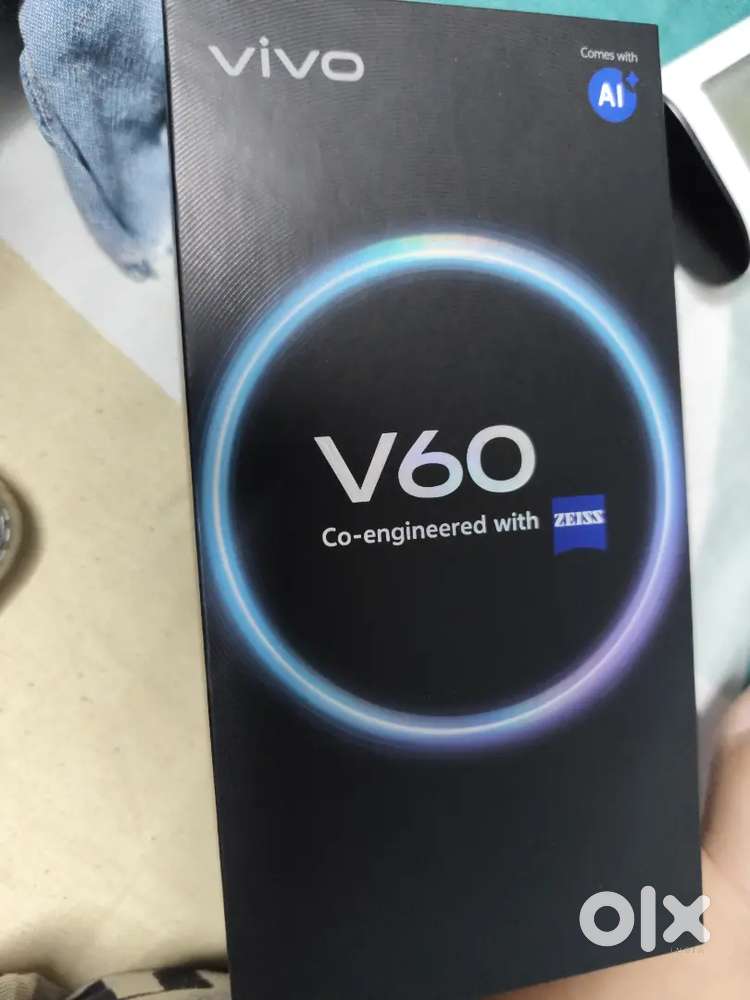 vivo
Comes with
AI+
V60
Co-engineered with ZEISS
olx